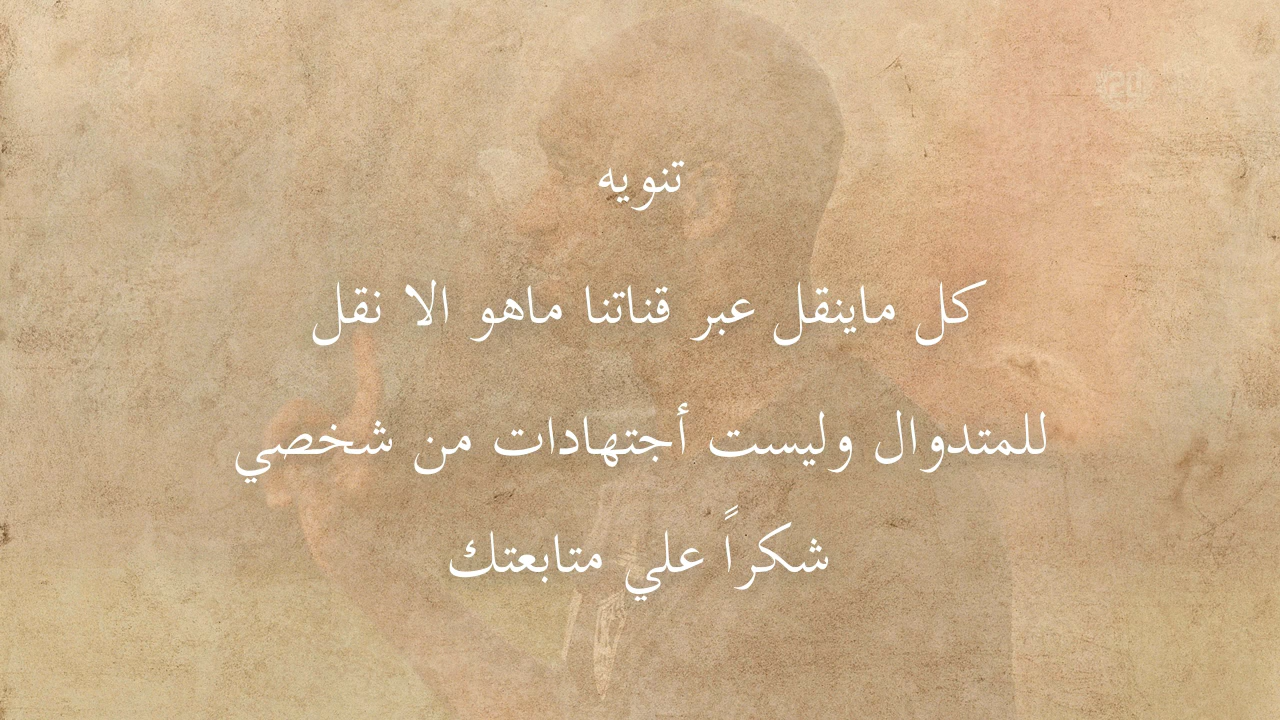 تنويه
كل ماينقل عبر قناتنا ماهو الا نقل
للمتدوال وليست أجتهادات من شخصي
شكراً علي متابعتك